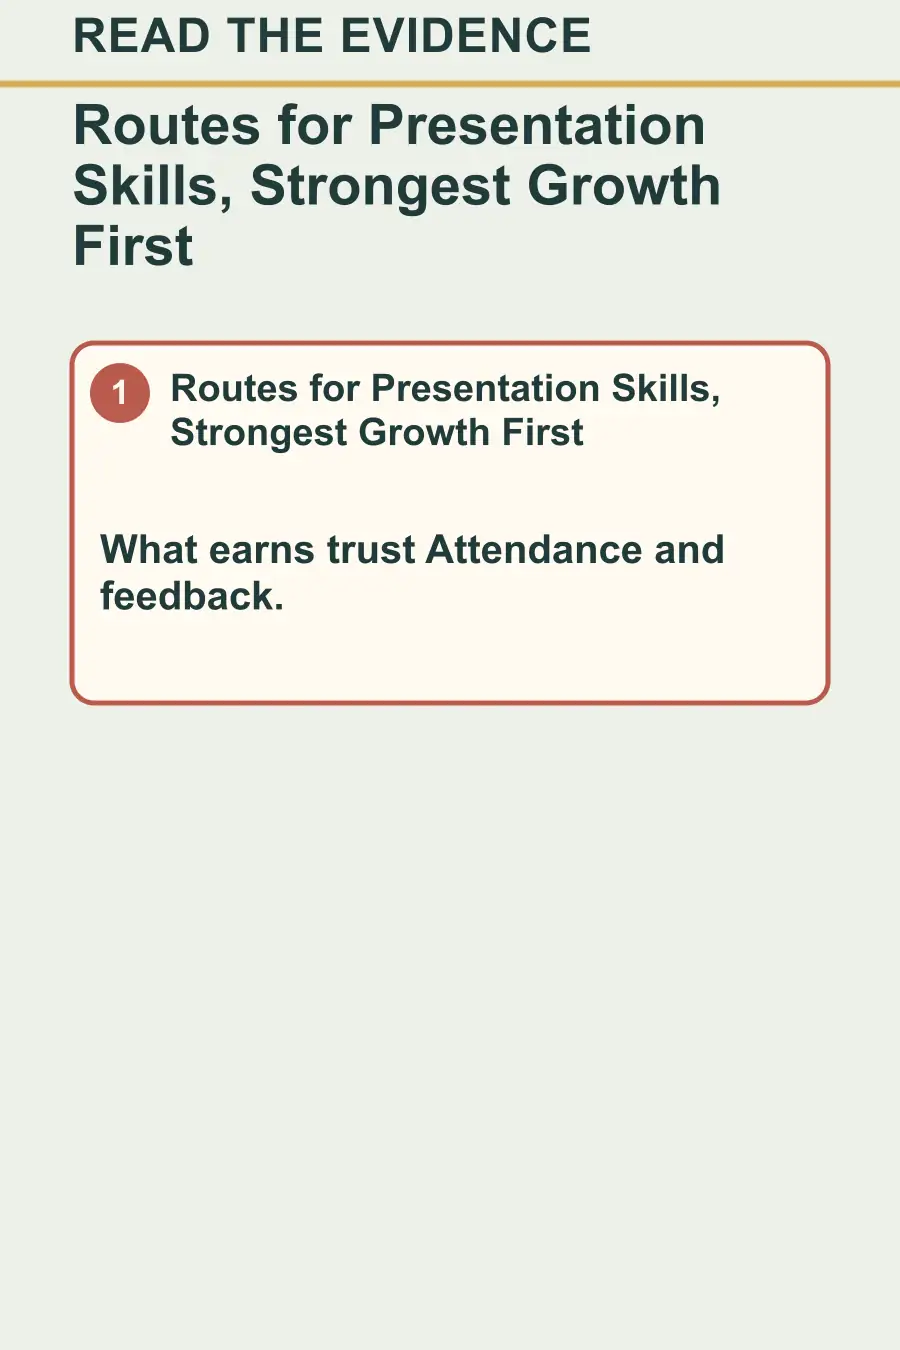 READ THE EVIDENCE
Routes for Presentation
Skills, Strongest Growth
First
1
Routes for Presentation Skills,
Strongest Growth First
What earns trust Attendance and
feedback.